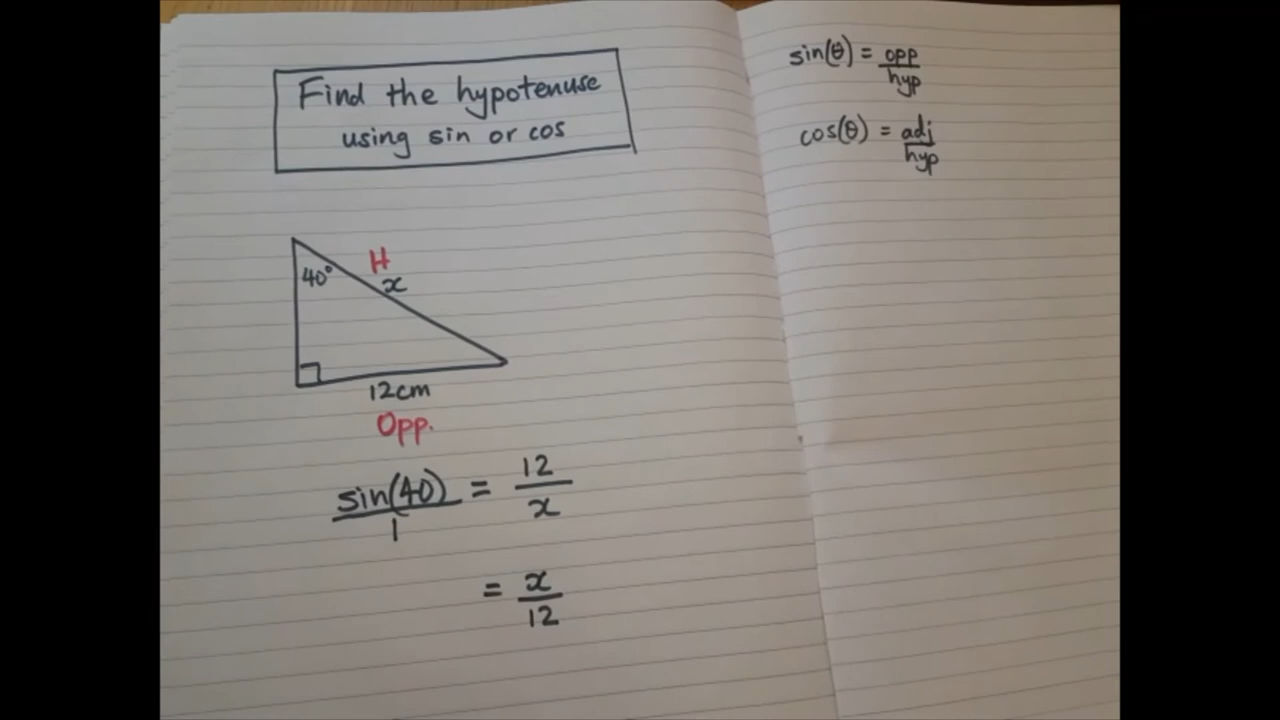 Find the hypotenuse
using sin or cos
sin(θ) = opp/hyp
cos(θ) = adj/hyp
40°
H
x
12cm
Opp.
sin(40)/1 = 12/x
= x/12